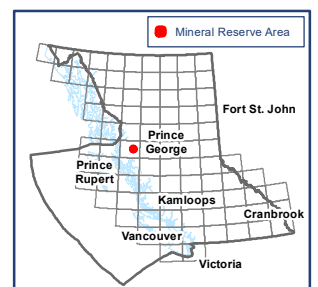 Mineral Reserve Area
Fort St. John
Prince
George
Prince
Rupert
Kamloops
Cranbrook
Vancouver
Victoria